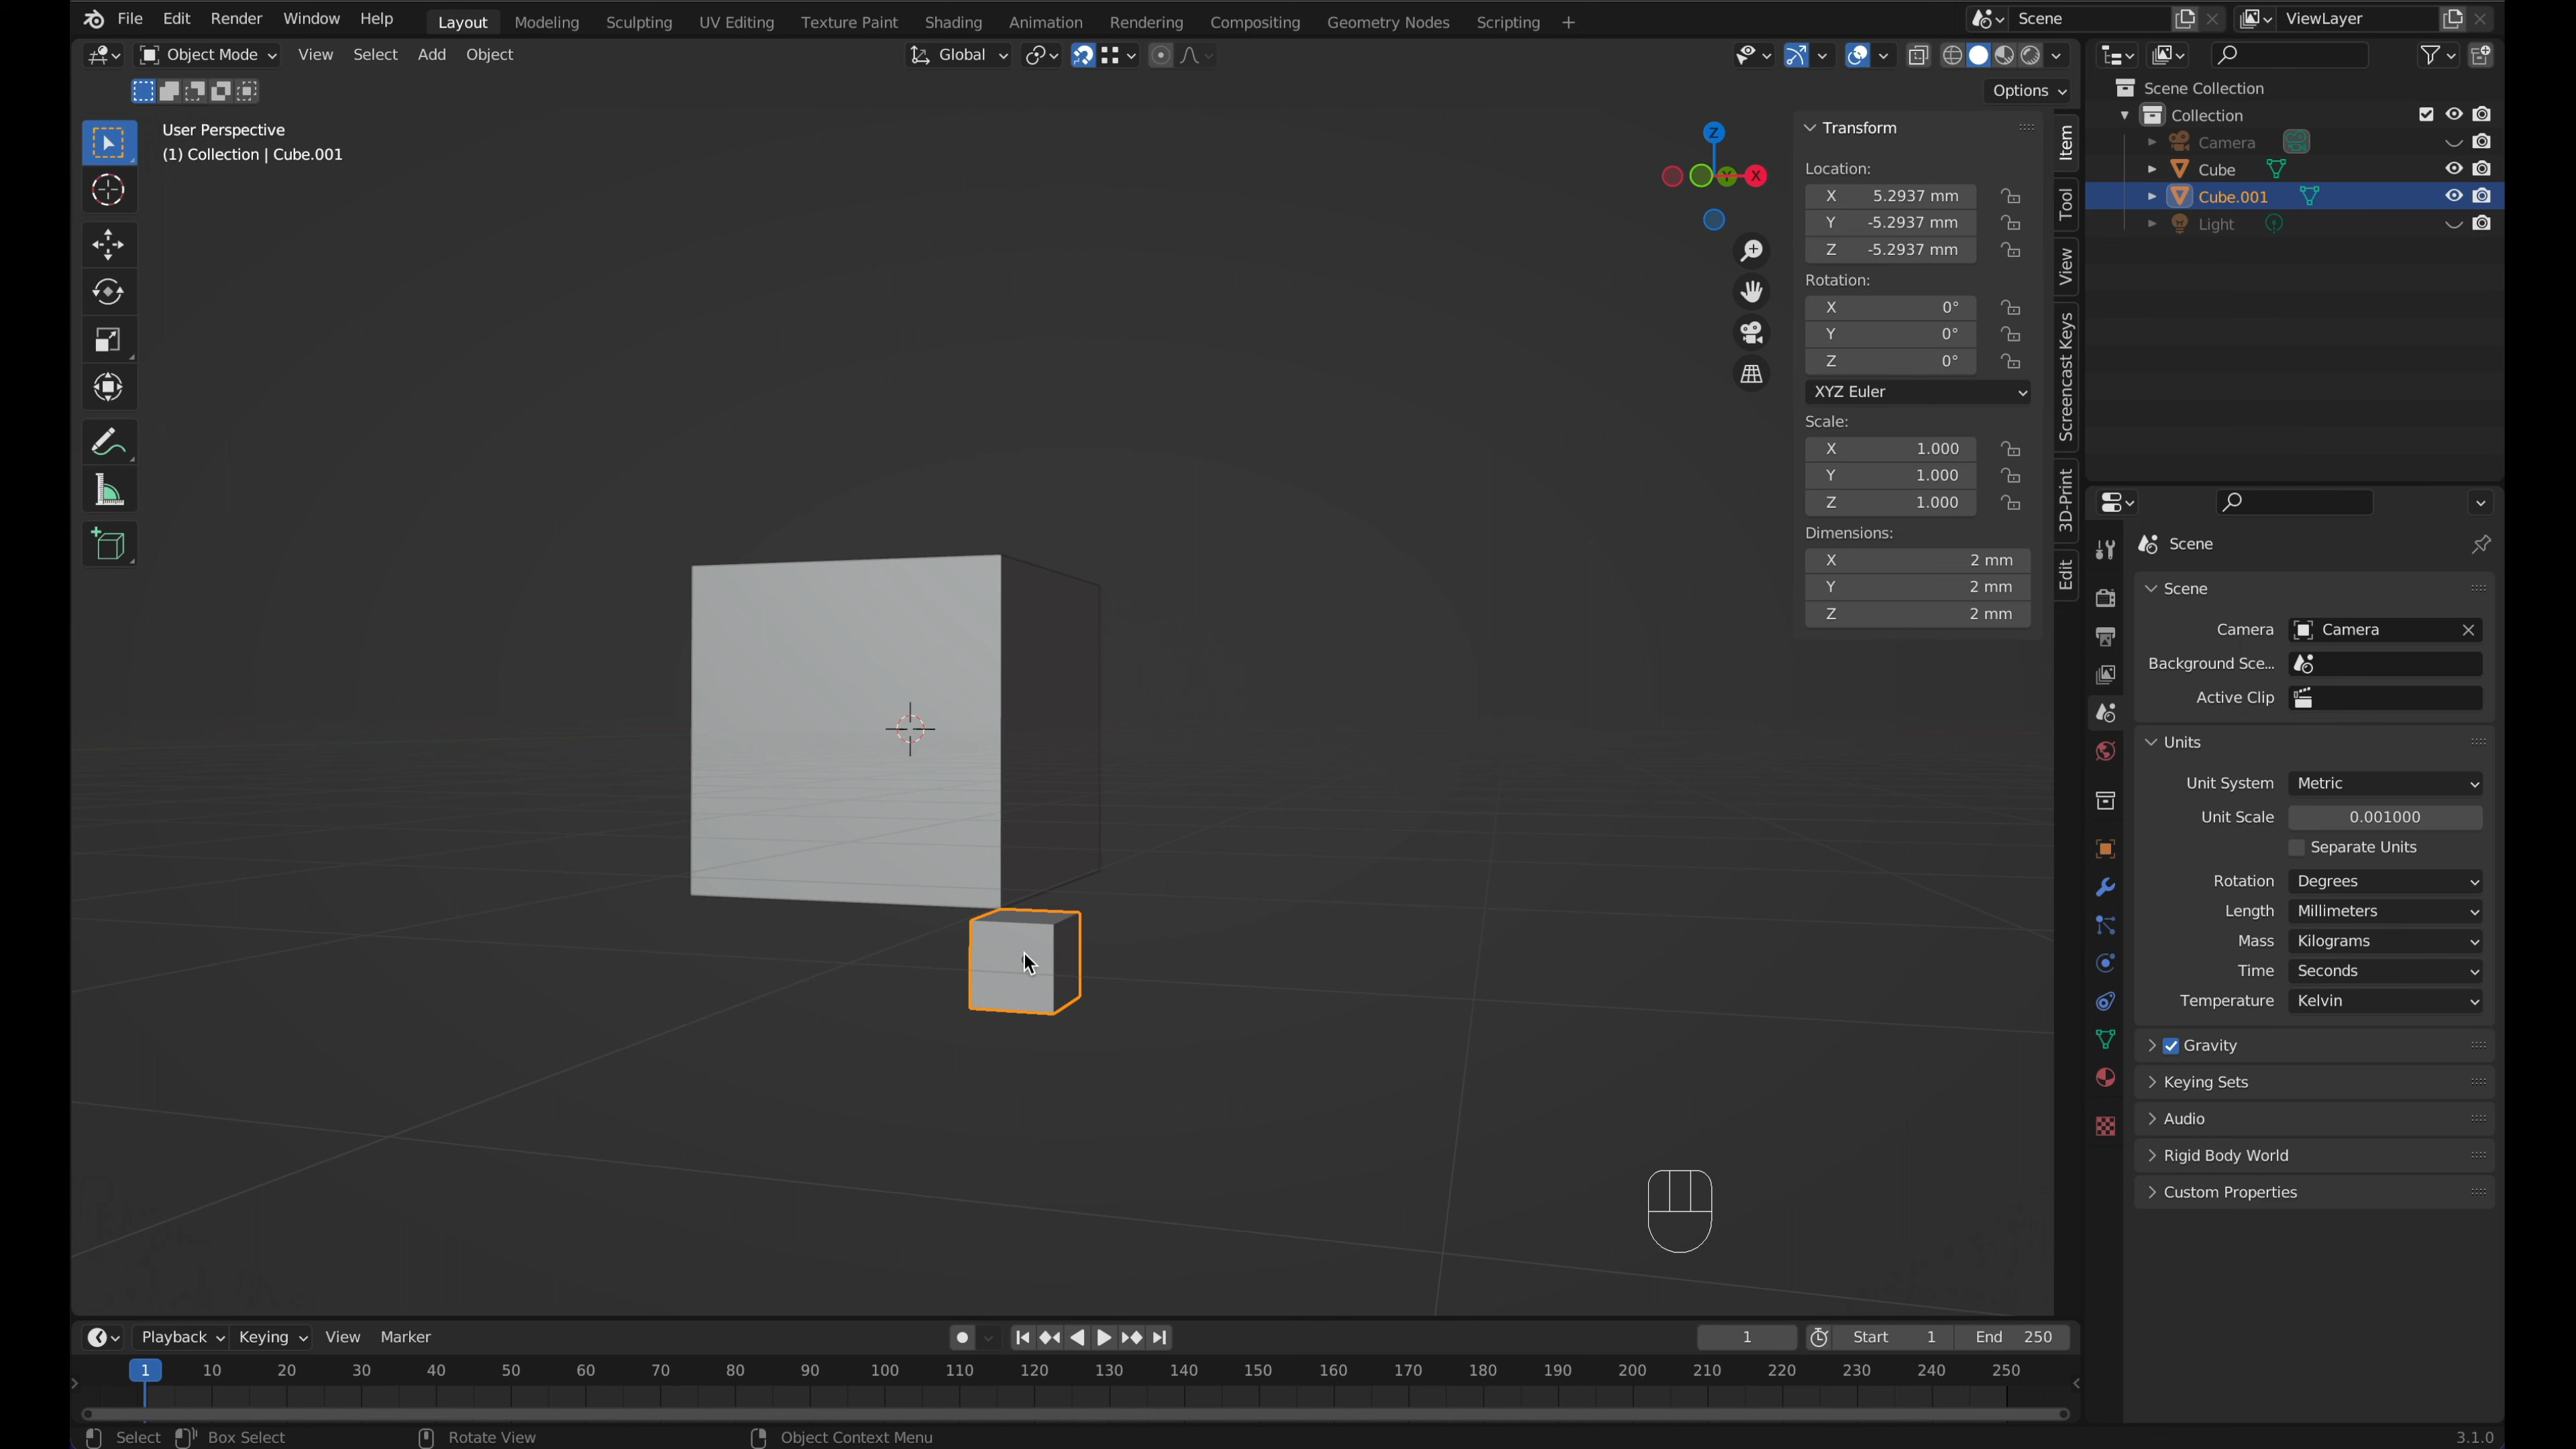 File Edit Render Window Help Layout Modeling Sculpting UV Editing Texture Paint Shading Animation Rendering Compositing Geometry Nodes Scripting + Scene ViewLayer
Object Mode View Select Add Object Global
Options
User Perspective
(1) Collection | Cube.001
Z
X
Y
Transform
Location:
X 5.2937 mm
Y -5.2937 mm
Z -5.2937 mm
Rotation:
X 0°
Y 0°
Z 0°
XYZ Euler
Scale:
X 1.000
Y 1.000
Z 1.000
Dimensions:
X 2 mm
Y 2 mm
Z 2 mm
Item
Tool
View
Screencast Keys
3D-Print
Edit
Scene Collection
Collection
Camera
Cube
Cube.001
Light
Scene
Scene
Camera Camera
Background Sce...
Active Clip
Units
Unit System Metric
Unit Scale 0.001000
Separate Units
Rotation Degrees
Length Millimeters
Mass Kilograms
Time Seconds
Temperature Kelvin
Gravity
Keying Sets
Audio
Rigid Body World
Custom Properties
Playback Keying View Marker 1 Start 1 End 250
1 10 20 30 40 50 60 70 80 90 100 110 120 130 140 150 160 170 180 190 200 210 220 230 240 250
Select Box Select Rotate View Object Context Menu 3.1.0